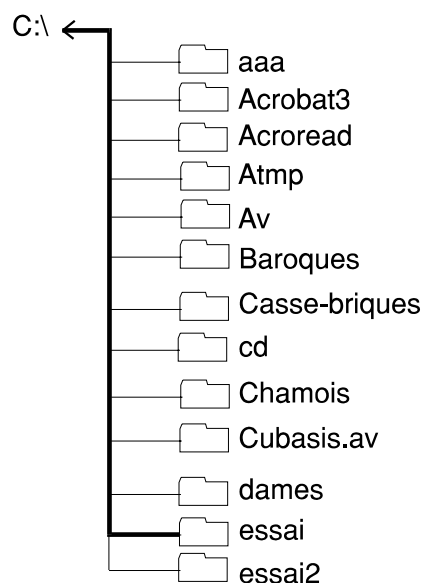 C:\
aaa
Acrobat3
Acroread
Atmp
Av
Baroques
Casse-briques
cd
Chamois
Cubasis.av
dames
essai
essai2